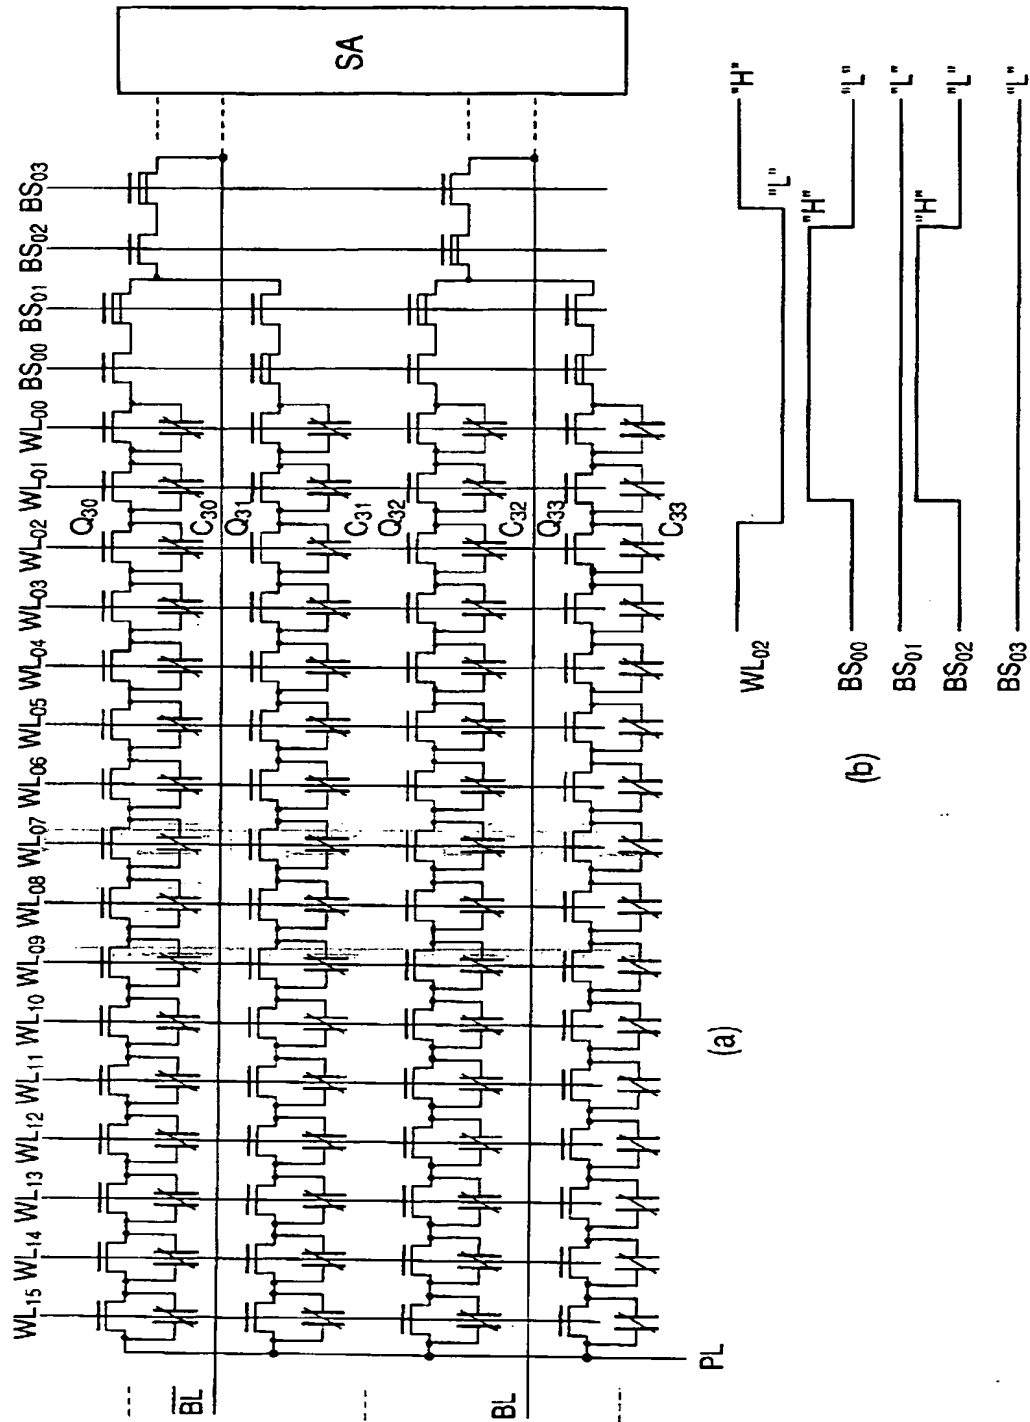 WL15 WL14 WL13 WL12 WL11 WL10 WL09 WL08 WL07 WL06 WL05 WL04 WL03 WL02 WL01 WL00 BS00 BS01 BS02 BS03
SA
Q30
C30
Q31
C31
Q32
C32
Q33
C33
BL
BL
PL
(a)
(b)
WL02 "L" "H"
BS00 "H" "L"
BS01 "L"
BS02 "H" "L"
BS03 "L"